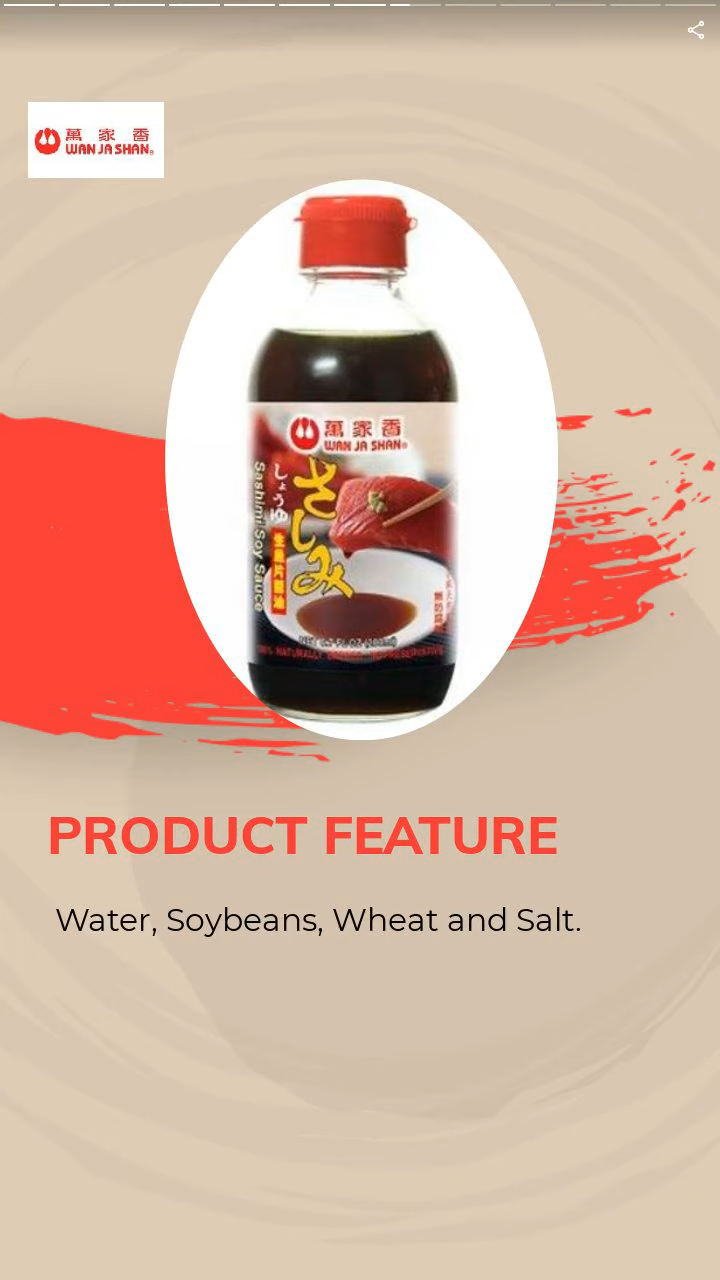 萬家香
WAN JA SHAN®
萬家香
WAN JA SHAN®
さしみ
しょうゆ
Sashimi Soy Sauce
PRODUCT FEATURE
Water, Soybeans, Wheat and Salt.